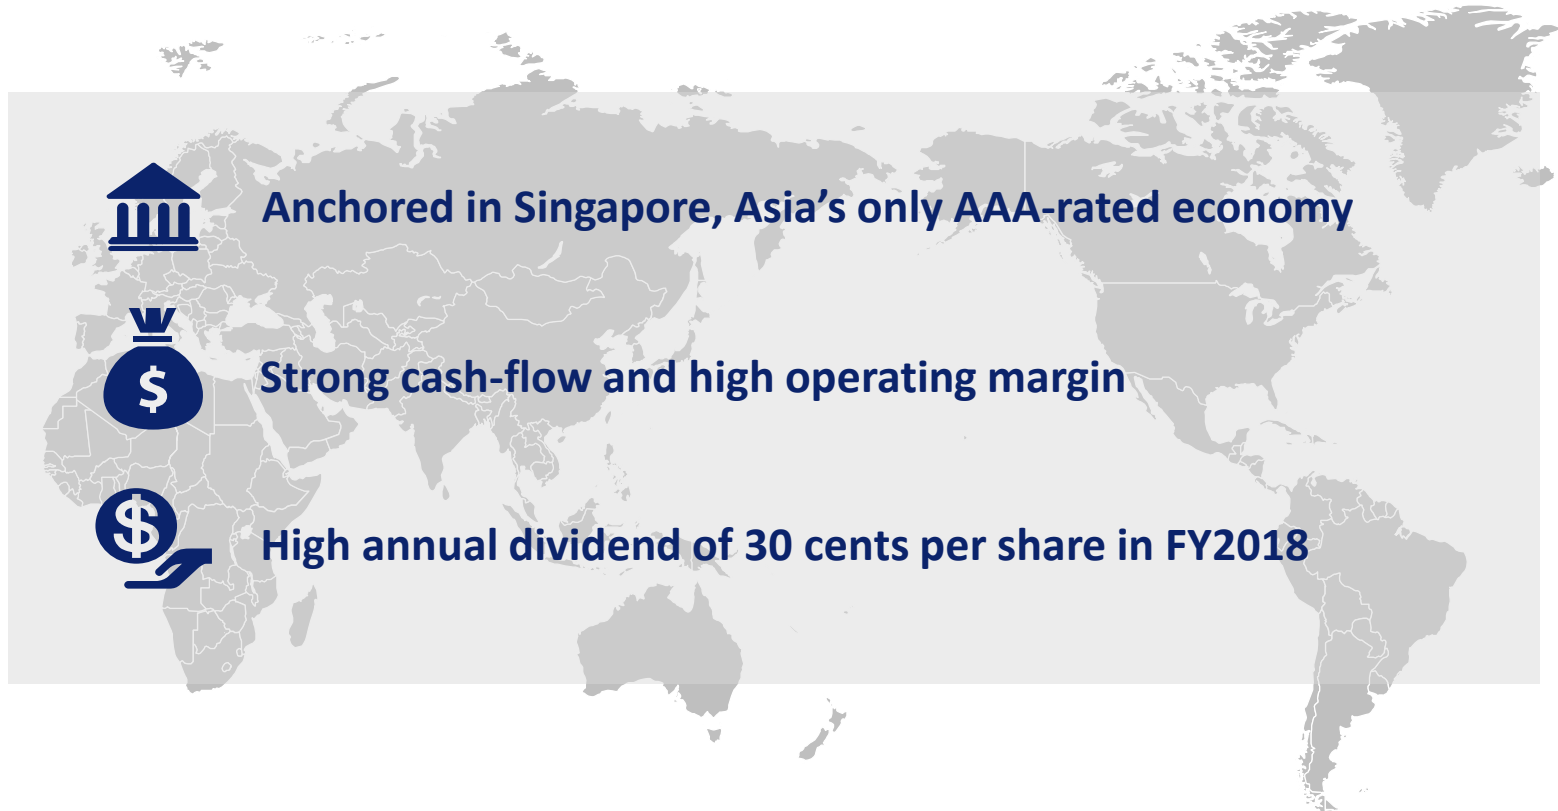 Anchored in Singapore, Asia’s only AAA-rated economy
$
Strong cash-flow and high operating margin
$
High annual dividend of 30 cents per share in FY2018